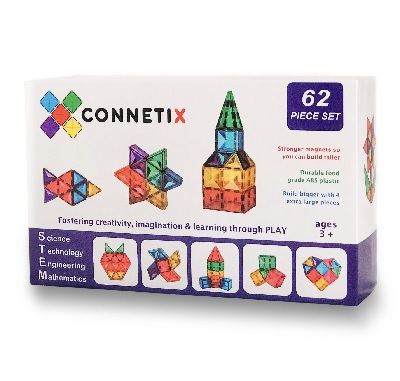 CONNETIX
62
PIECE SET
Stronger magnets so
you can build taller
Durable food
grade ABS plastic
Build bigger with 4
extra large pieces
Fostering creativity, imagination & learning through PLAY
ages
3 +
Science
Technology
Engineering
Mathematics